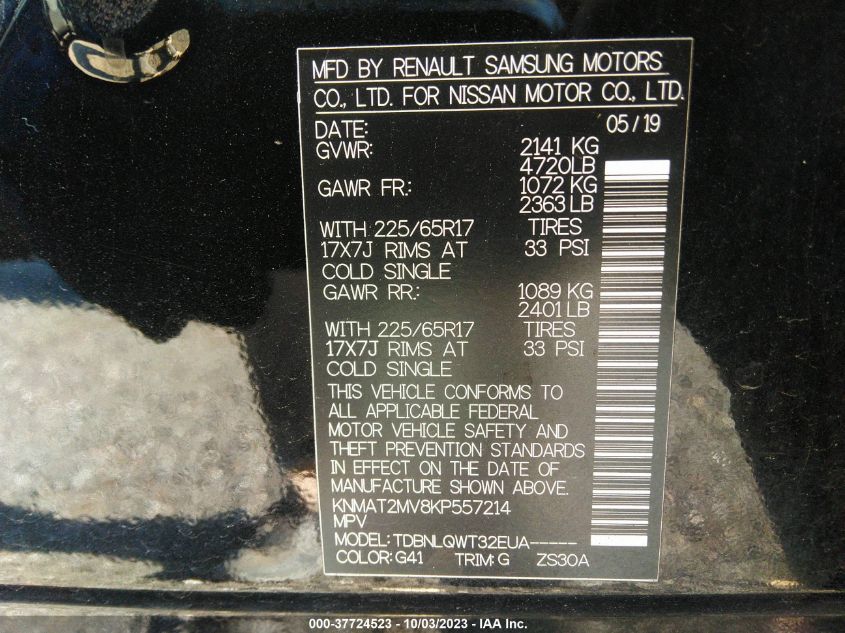 MFD BY RENAULT SAMSUNG MOTORS
CO., LTD. FOR NISSAN MOTOR CO., LTD.
DATE: 05/19
GVWR: 2141 KG
4720LB
GAWR FR.: 1072 KG
2363 LB
WITH 225/65R17 TIRES
17X7J RIMS AT 33 PSI
COLD SINGLE
GAWR RR.: 1089 KG
2401 LB
WITH 225/65R17 TIRES
17X7J RIMS AT 33 PSI
COLD SINGLE
THIS VEHICLE CONFORMS TO
ALL APPLICABLE FEDERAL
MOTOR VEHICLE SAFETY AND
THEFT PREVENTION STANDARDS
IN EFFECT ON THE DATE OF
MANUFACTURE SHOWN ABOVE.
KNMAT2MV8KP557214
MPV
MODEL: TDBNLQWT32EUA-----
COLOR: G41 TRIM: G ZS30A
000-37724523 - 10/03/2023 - IAA Inc.